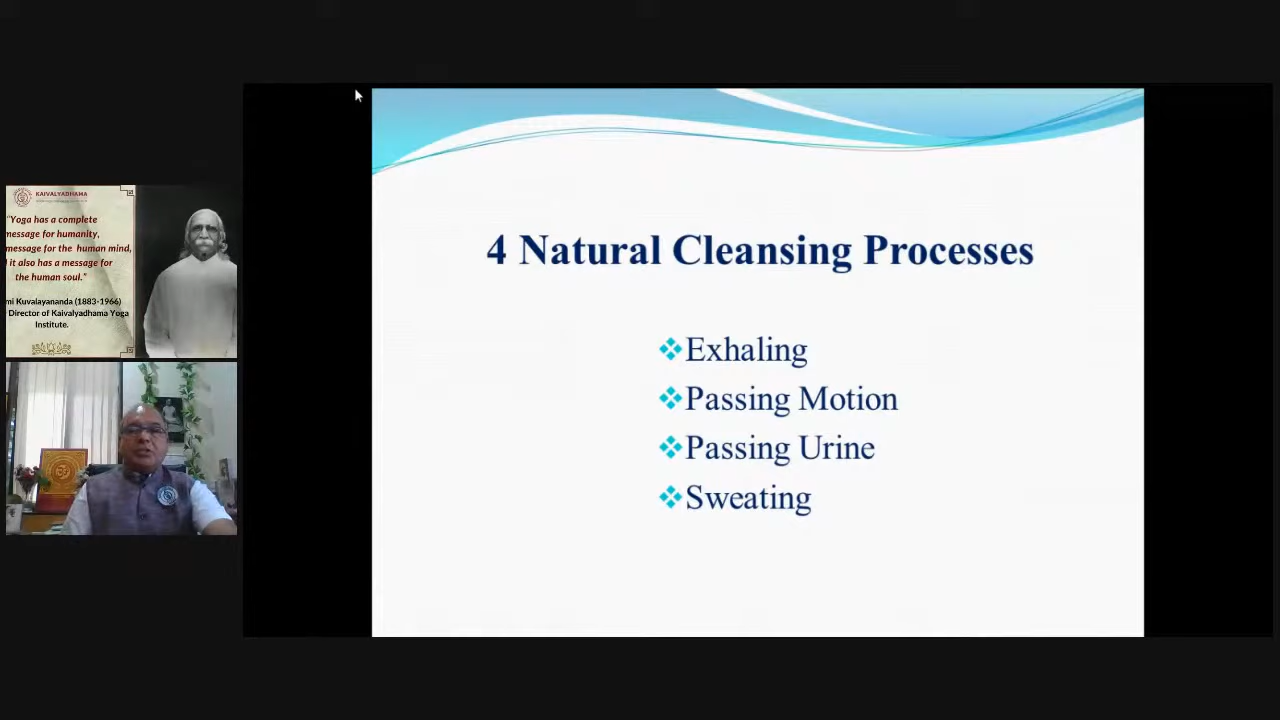 KAIVALYADHAMA
"Yoga has a complete
message for humanity,
message for the human mind,
it also has a message for
the human soul."
Kuvalayananda (1883-1966)
Director of Kaivalyadhama Yoga
Institute.
4 Natural Cleansing Processes
Exhaling
Passing Motion
Passing Urine
Sweating